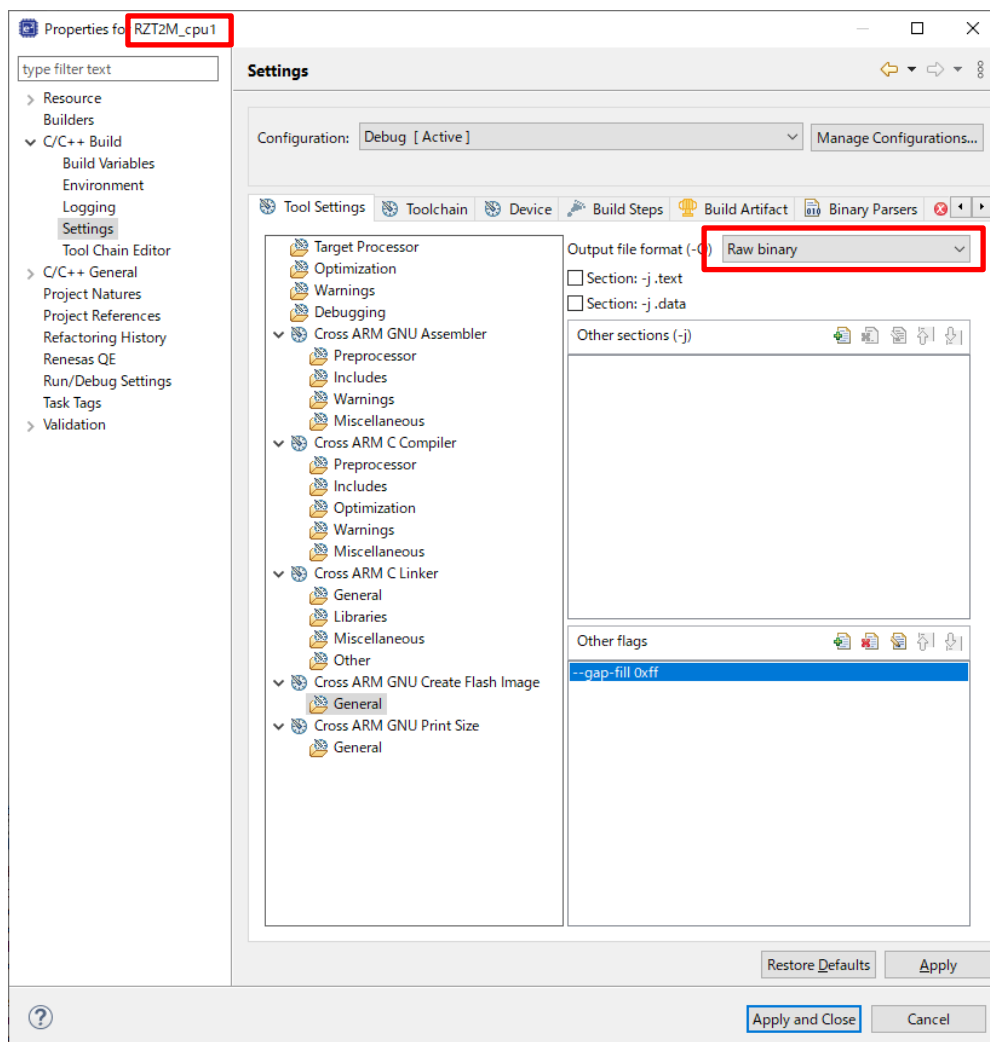 Properties for RZT2M_cpu1
type filter text
Resource
Builders
C/C++ Build
Build Variables
Environment
Logging
Settings
Tool Chain Editor
C/C++ General
Project Natures
Project References
Refactoring History
Renesas QE
Run/Debug Settings
Task Tags
Validation
Settings
Configuration: Debug [ Active ]
Manage Configurations...
Tool Settings Toolchain Device Build Steps Build Artifact Binary Parsers
Target Processor
Optimization
Warnings
Debugging
Cross ARM GNU Assembler
Preprocessor
Includes
Warnings
Miscellaneous
Cross ARM C Compiler
Preprocessor
Includes
Optimization
Warnings
Miscellaneous
Cross ARM C Linker
General
Libraries
Miscellaneous
Other
Cross ARM GNU Create Flash Image
General
Cross ARM GNU Print Size
General
Output file format (-O) Raw binary
Section: -j .text
Section: -j .data
Other sections (-j)
Other flags
--gap-fill 0xff
Restore Defaults Apply
Apply and Close Cancel